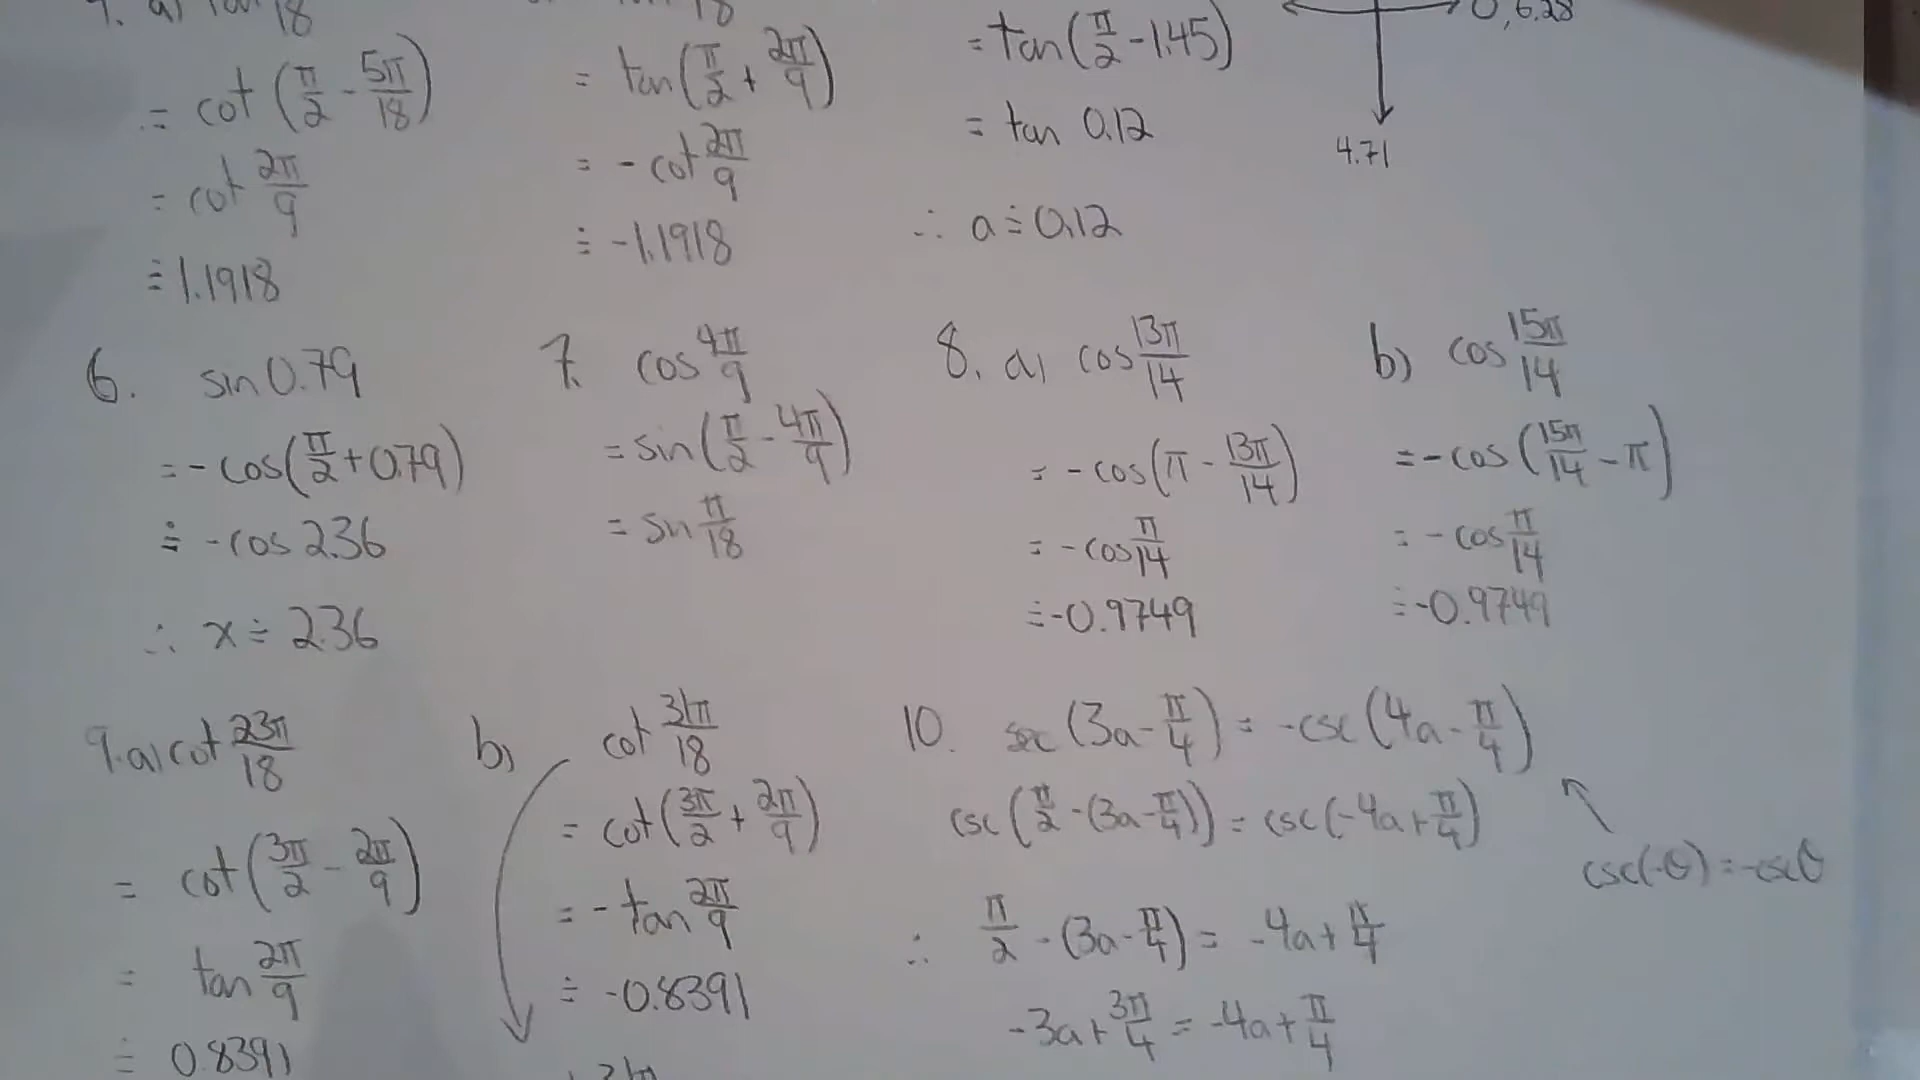 4. a) tan 5π/18
= cot (π/2 - 5π/18)
= cot 2π/9
≐ 1.1918
= tan(π/2 + 2π/9)
= -cot 2π/9
≐ -1.1918
= tan(π/2 - 1.45)
= tan 0.12
∴ a ≐ 0.12
0, 6.28
4.71
6. sin 0.79
= -cos(π/2 + 0.79)
≐ -cos 2.36
∴ x ≐ 2.36
7. cos 4π/9
= sin(π/2 - 4π/9)
= sin π/18
8. a) cos 13π/14
= -cos(π - 13π/14)
= -cos π/14
≐ -0.9749
b) cos 15π/14
= -cos (15π/14 - π)
= -cos π/14
≐ -0.9749
9. a) cot 23π/18
= cot(3π/2 - 2π/9)
= tan 2π/9
≐ 0.8391
b) cot 31π/18
= cot(3π/2 + 2π/9)
= -tan 2π/9
≐ -0.8391
10. sec (3a - π/4) = -csc (4a - π/4)
csc (π/2 - (3a - π/4)) = csc(-4a + π/4)
csc(-θ) = -cscθ
∴ π/2 - (3a - π/4) = -4a + π/4
-3a + 3π/4 = -4a + π/4